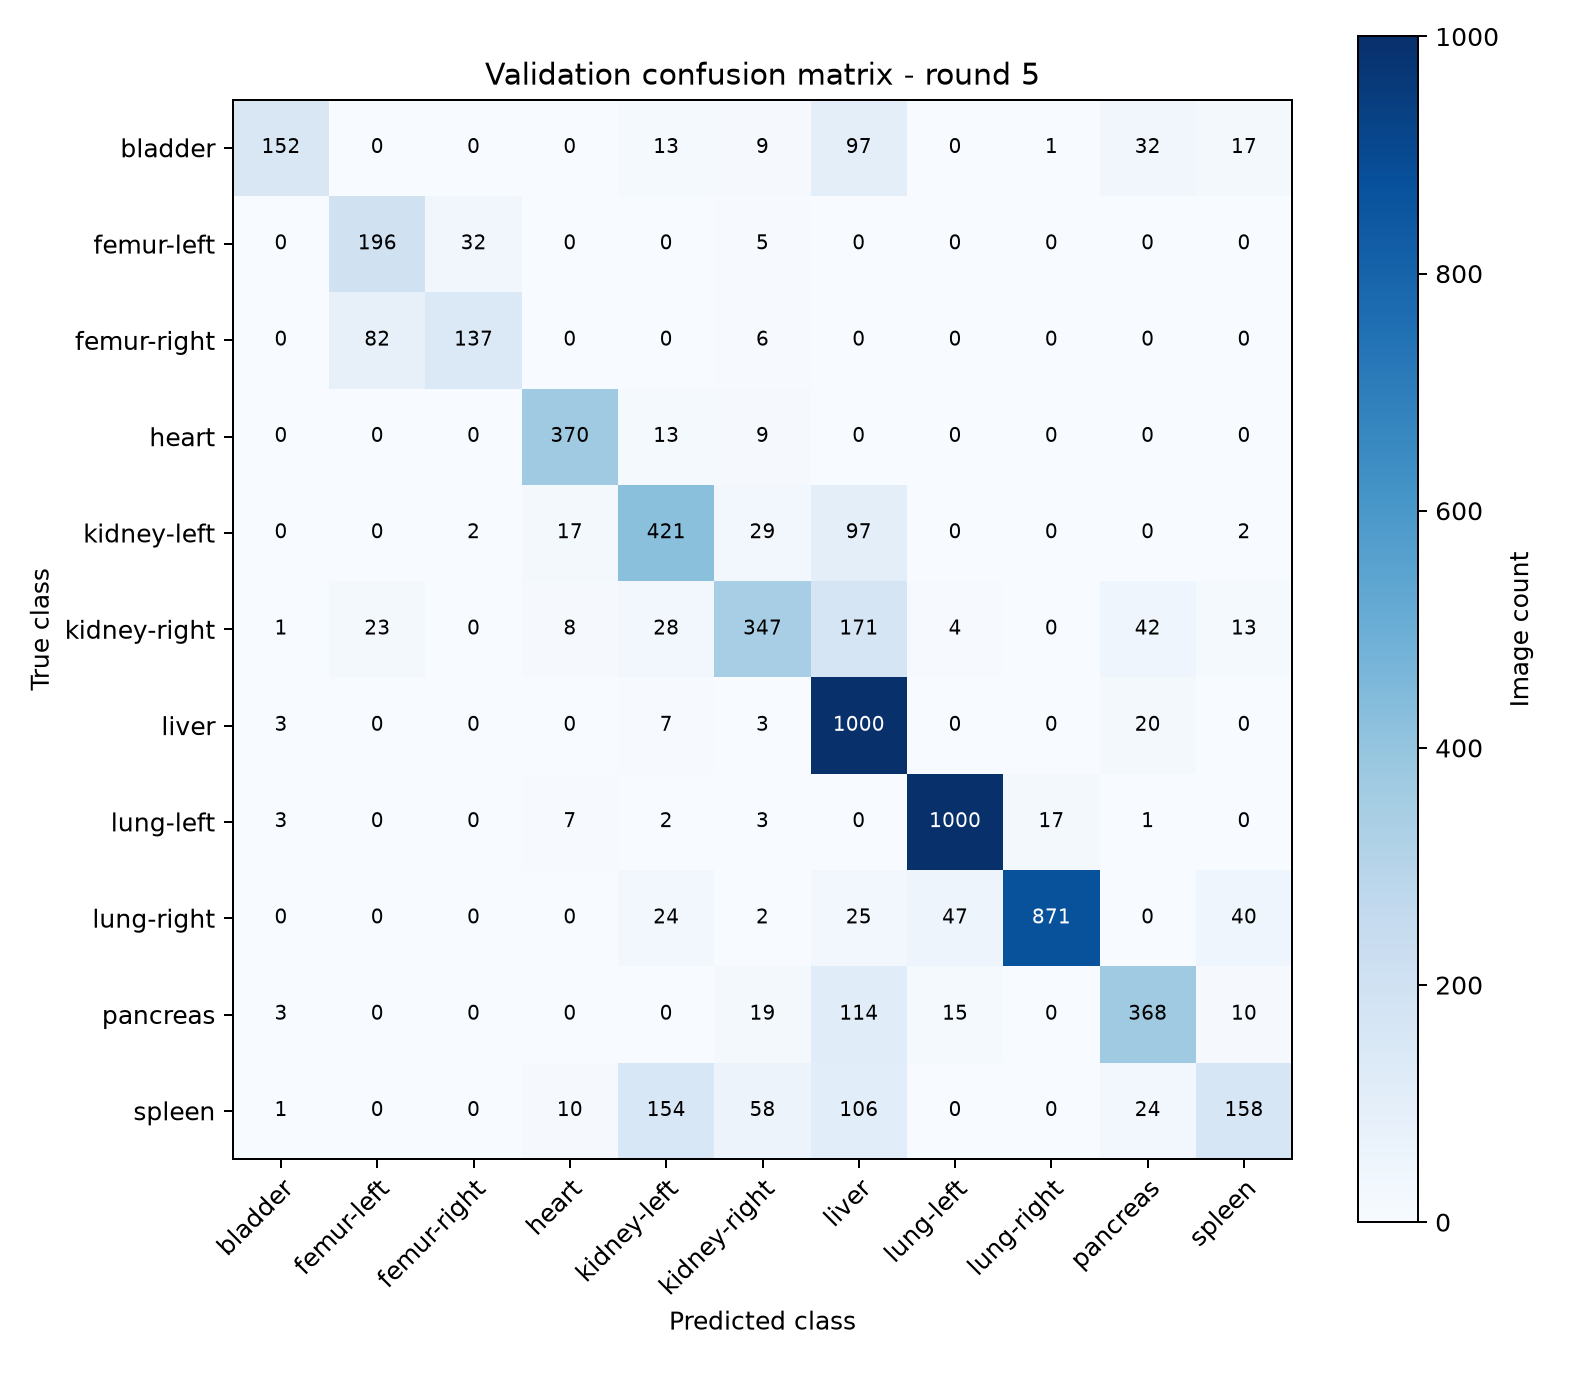 Validation confusion matrix - round 5
1000
800
600
400
200
0
Image count
True class
bladder 152 0 0 0 13 9 97 0 1 32 17
femur-left 0 196 32 0 0 5 0 0 0 0 0
femur-right 0 82 137 0 0 6 0 0 0 0 0
heart 0 0 0 370 13 9 0 0 0 0 0
kidney-left 0 0 2 17 421 29 97 0 0 0 2
kidney-right 1 23 0 8 28 347 171 4 0 42 13
liver 3 0 0 0 7 3 1000 0 0 20 0
lung-left 3 0 0 7 2 3 0 1000 17 1 0
lung-right 0 0 0 0 24 2 25 47 871 0 40
pancreas 3 0 0 0 0 19 114 15 0 368 10
spleen 1 0 0 10 154 58 106 0 0 24 158
bladder femur-left femur-right heart kidney-left kidney-right liver lung-left lung-right pancreas spleen
Predicted class